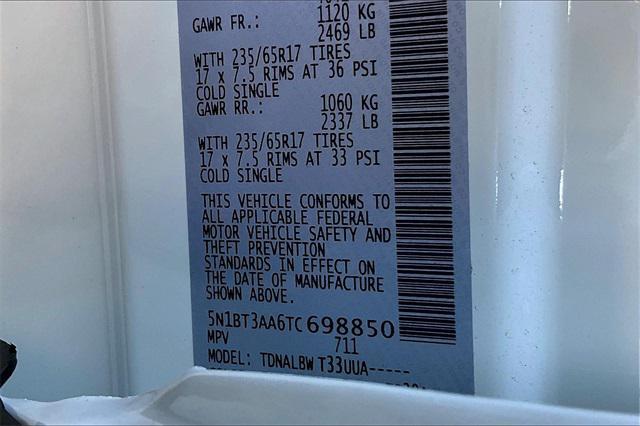 GAWR FR.: 1120 KG
2469 LB
WITH 235/65R17 TIRES
17 x 7.5 RIMS AT 36 PSI
COLD SINGLE
GAWR RR.: 1060 KG
2337 LB
WITH 235/65R17 TIRES
17 x 7.5 RIMS AT 33 PSI
COLD SINGLE
THIS VEHICLE CONFORMS TO
ALL APPLICABLE FEDERAL
MOTOR VEHICLE SAFETY AND
THEFT PREVENTION
STANDARDS IN EFFECT ON
THE DATE OF MANUFACTURE
SHOWN ABOVE.
5N1BT3AA6TC698850
MPV 711
MODEL: TDNALBW T33UUA-----